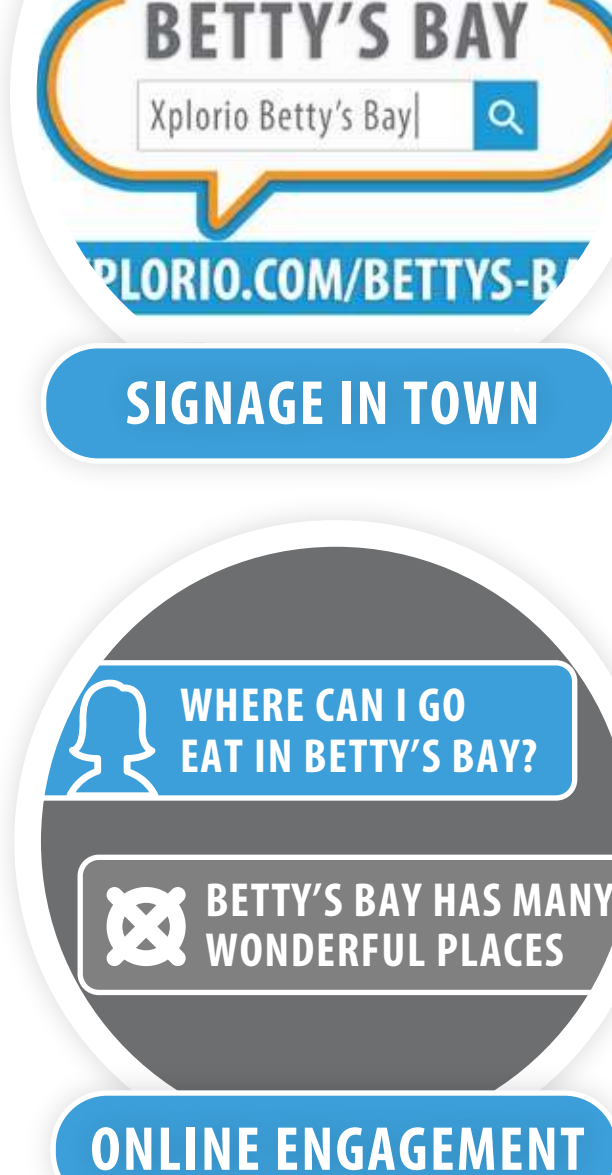 BETTY'S BAY
Xplorio Betty's Bay
PLORIO.COM/BETTYS-BA
SIGNAGE IN TOWN
WHERE CAN I GO
EAT IN BETTY'S BAY?
BETTY'S BAY HAS MANY
WONDERFUL PLACES
ONLINE ENGAGEMENT